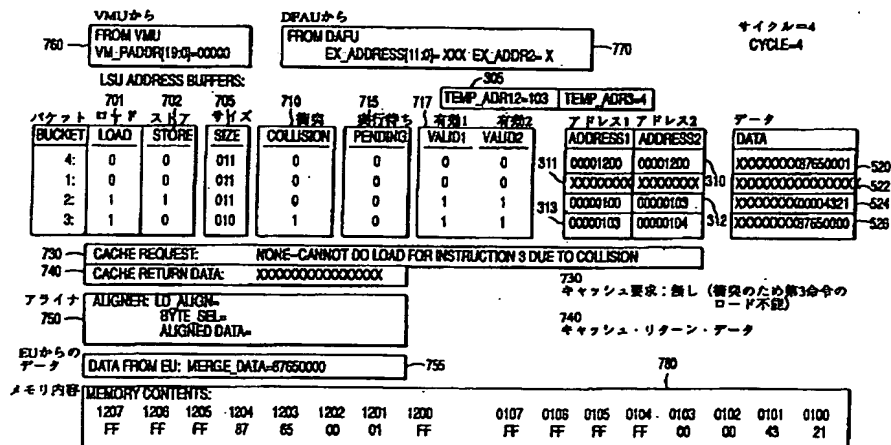 VMUから
DFAUから
サイクル=4
CYCLE=4
760
FROM VMU
VM_PADDR[19:0]=00000
FROM DAFU
EX_ADDRESS[11:0]= XXX EX_ADDR2= X
770
LSU ADDRESS BUFFERS:
305
TEMP_ADR12=103 TEMP_ADR3=4
701 702 705 710 715 717
バケット ロード ストア サイズ 衝突 実行待ち 有効1 有効2 アドレス1 アドレス2 データ
BUCKET LOAD STORE SIZE COLLISION PENDING VALID1 VALID2 ADDRESS1 ADDRESS2 DATA
4: 0 0 011 0 0 0 0 311 00001200 00001200 XXXXXXXX87650001 520
1: 0 0 011 0 0 0 0 XXXXXXXX XXXXXXXX 310 XXXXXXXXXXXXXXXX 522
2: 1 1 011 0 0 1 1 313 00000100 00000103 XXXXXXXX00004321 524
3: 1 0 010 1 0 1 1 00000103 00000104 312 XXXXXXXX87650000 526
730 CACHE REQUEST: NONE-CANNOT DO LOAD FOR INSTRUCTION 3 DUE TO COLLISION
740 CACHE RETURN DATA: XXXXXXXXXXXXXXXX
730
キャッシュ要求:無し(衝突のため第3命令の
ロード不能)
740
キャッシュ・リターン・データ
アライナ
750
ALIGNER: LD_ALIGN=
BYTE_SEL=
ALIGNED DATA=
EUからの
データ
DATA FROM EU: MERGE_DATA=87650000
755
780
メモリ内容
MEMORY CONTENTS:
1207 1206 1205 1204 1203 1202 1201 1200 0107 0106 0105 0104 0103 0102 0101 0100
FF FF FF 87 65 00 01 FF FF FF FF FF 00 00 43 21